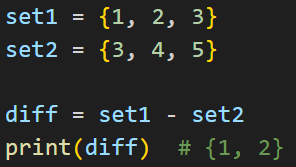 set1 = {1, 2, 3}
set2 = {3, 4, 5}
diff = set1 - set2
print(diff)  # {1, 2}